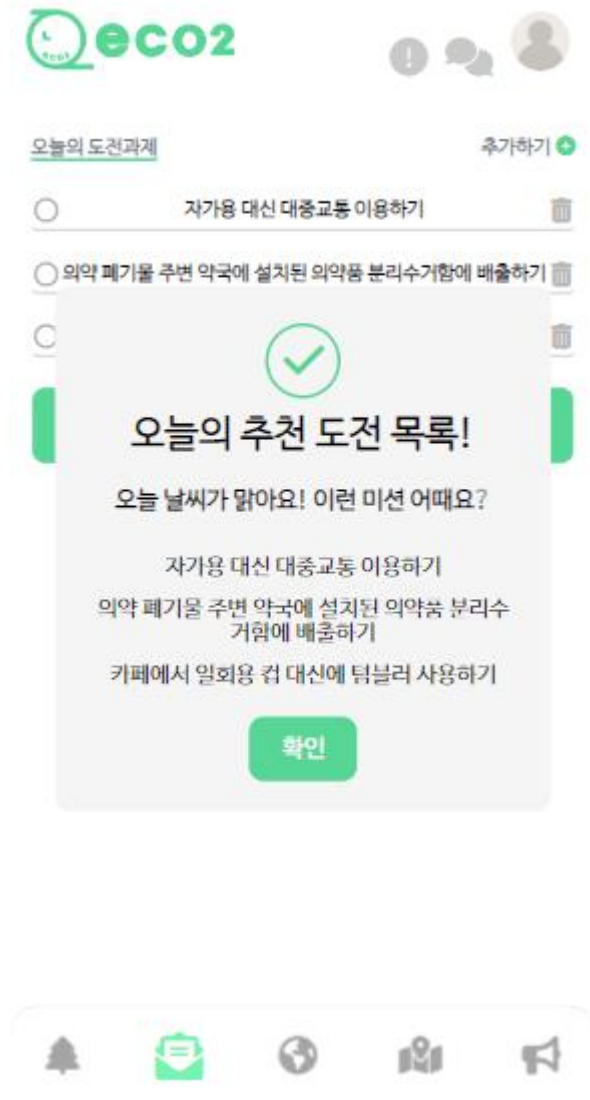 eco2
eco2
오늘의 도전과제
추가하기
자가용 대신 대중교통 이용하기
의약 폐기물 주변 약국에 설치된 의약품 분리수거함에 배출하기
오늘의 추천 도전 목록!
오늘 날씨가 맑아요! 이런 미션 어때요?
자가용 대신 대중교통 이용하기
의약 폐기물 주변 약국에 설치된 의약품 분리수
거함에 배출하기
카페에서 일회용 컵 대신에 텀블러 사용하기
확인